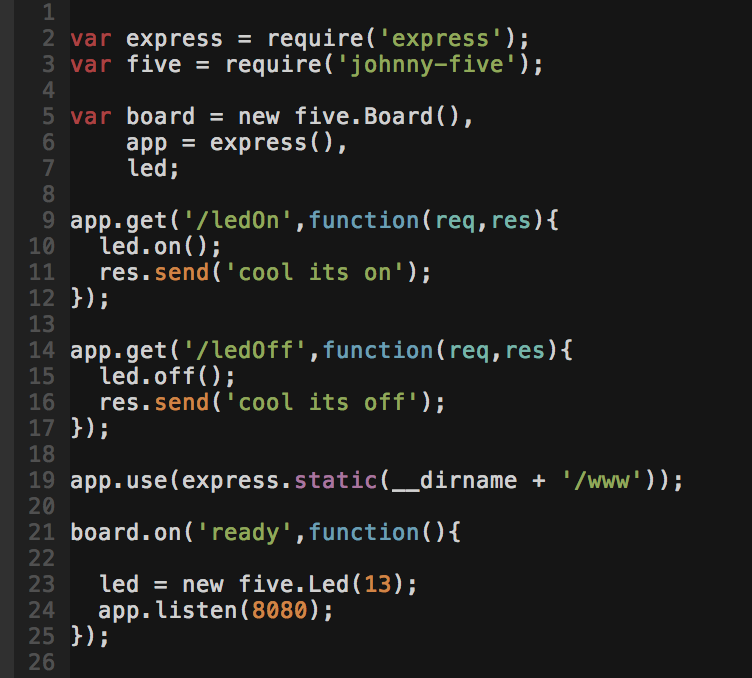 1
2 var express = require('express');
3 var five = require('johnny-five');
4
5 var board = new five.Board(),
6     app = express(),
7     led;
8
9 app.get('/ledOn',function(req,res){
10   led.on();
11   res.send('cool its on');
12 });
13
14 app.get('/ledOff',function(req,res){
15   led.off();
16   res.send('cool its off');
17 });
18
19 app.use(express.static(__dirname + '/www'));
20
21 board.on('ready',function(){
22
23   led = new five.Led(13);
24   app.listen(8080);
25 });
26